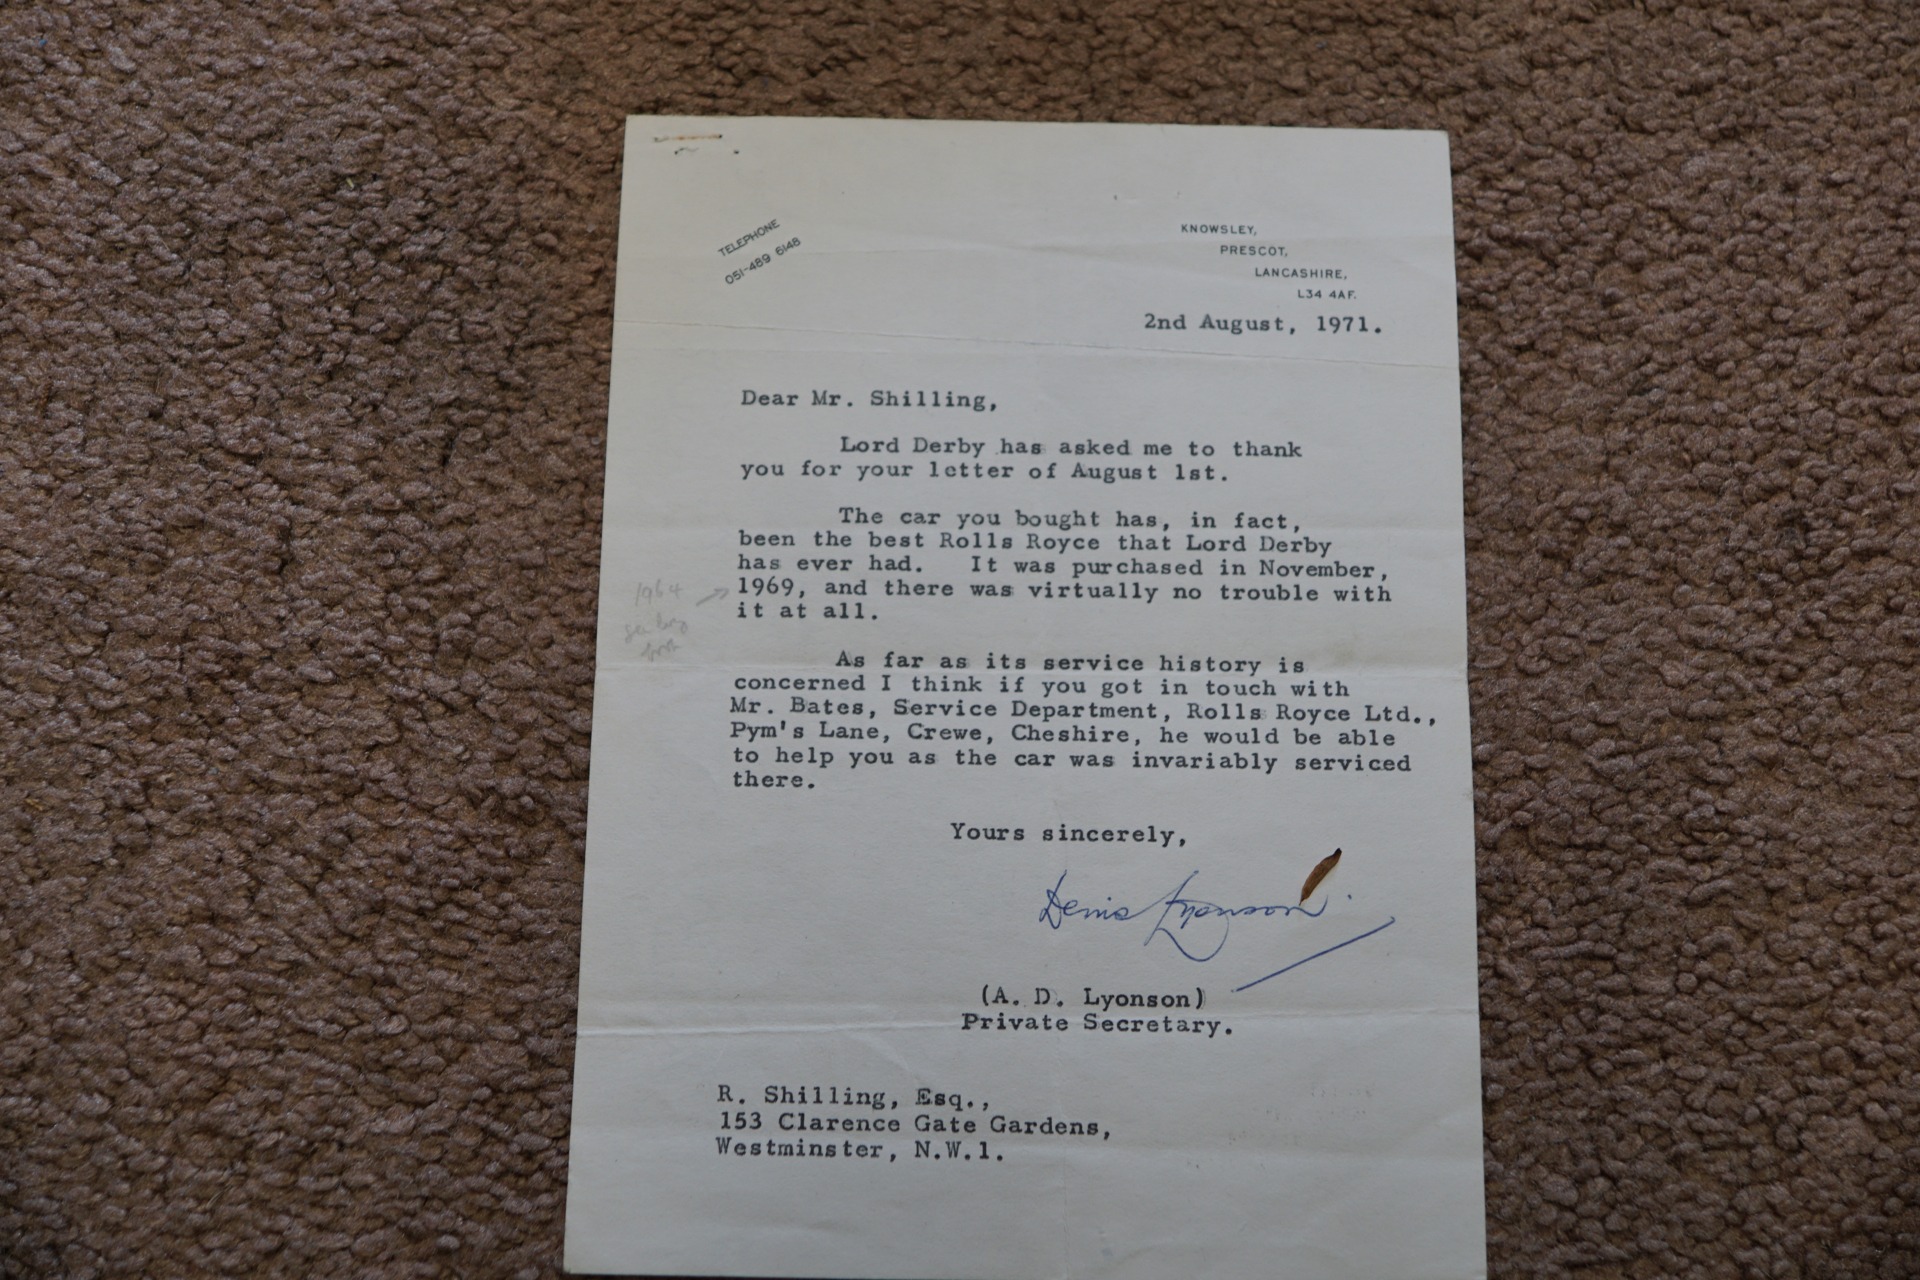 TELEPHONE
051-489 6148
KNOWSLEY,
PRESCOT,
LANCASHIRE,
L34 4AF.
2nd August, 1971.
Dear Mr. Shilling,
Lord Derby has asked me to thank
you for your letter of August 1st.
The car you bought has, in fact,
been the best Rolls Royce that Lord Derby
has ever had. It was purchased in November,
1969, and there was virtually no trouble with
it at all.
1964
As far as its service history is
concerned I think if you got in touch with
Mr. Bates, Service Department, Rolls Royce Ltd.,
Pym's Lane, Crewe, Cheshire, he would be able
to help you as the car was invariably serviced
there.
Yours sincerely,
Denis Lyonson
(A. D. Lyonson)
Private Secretary.
R. Shilling, Esq.,
153 Clarence Gate Gardens,
Westminster, N.W.1.